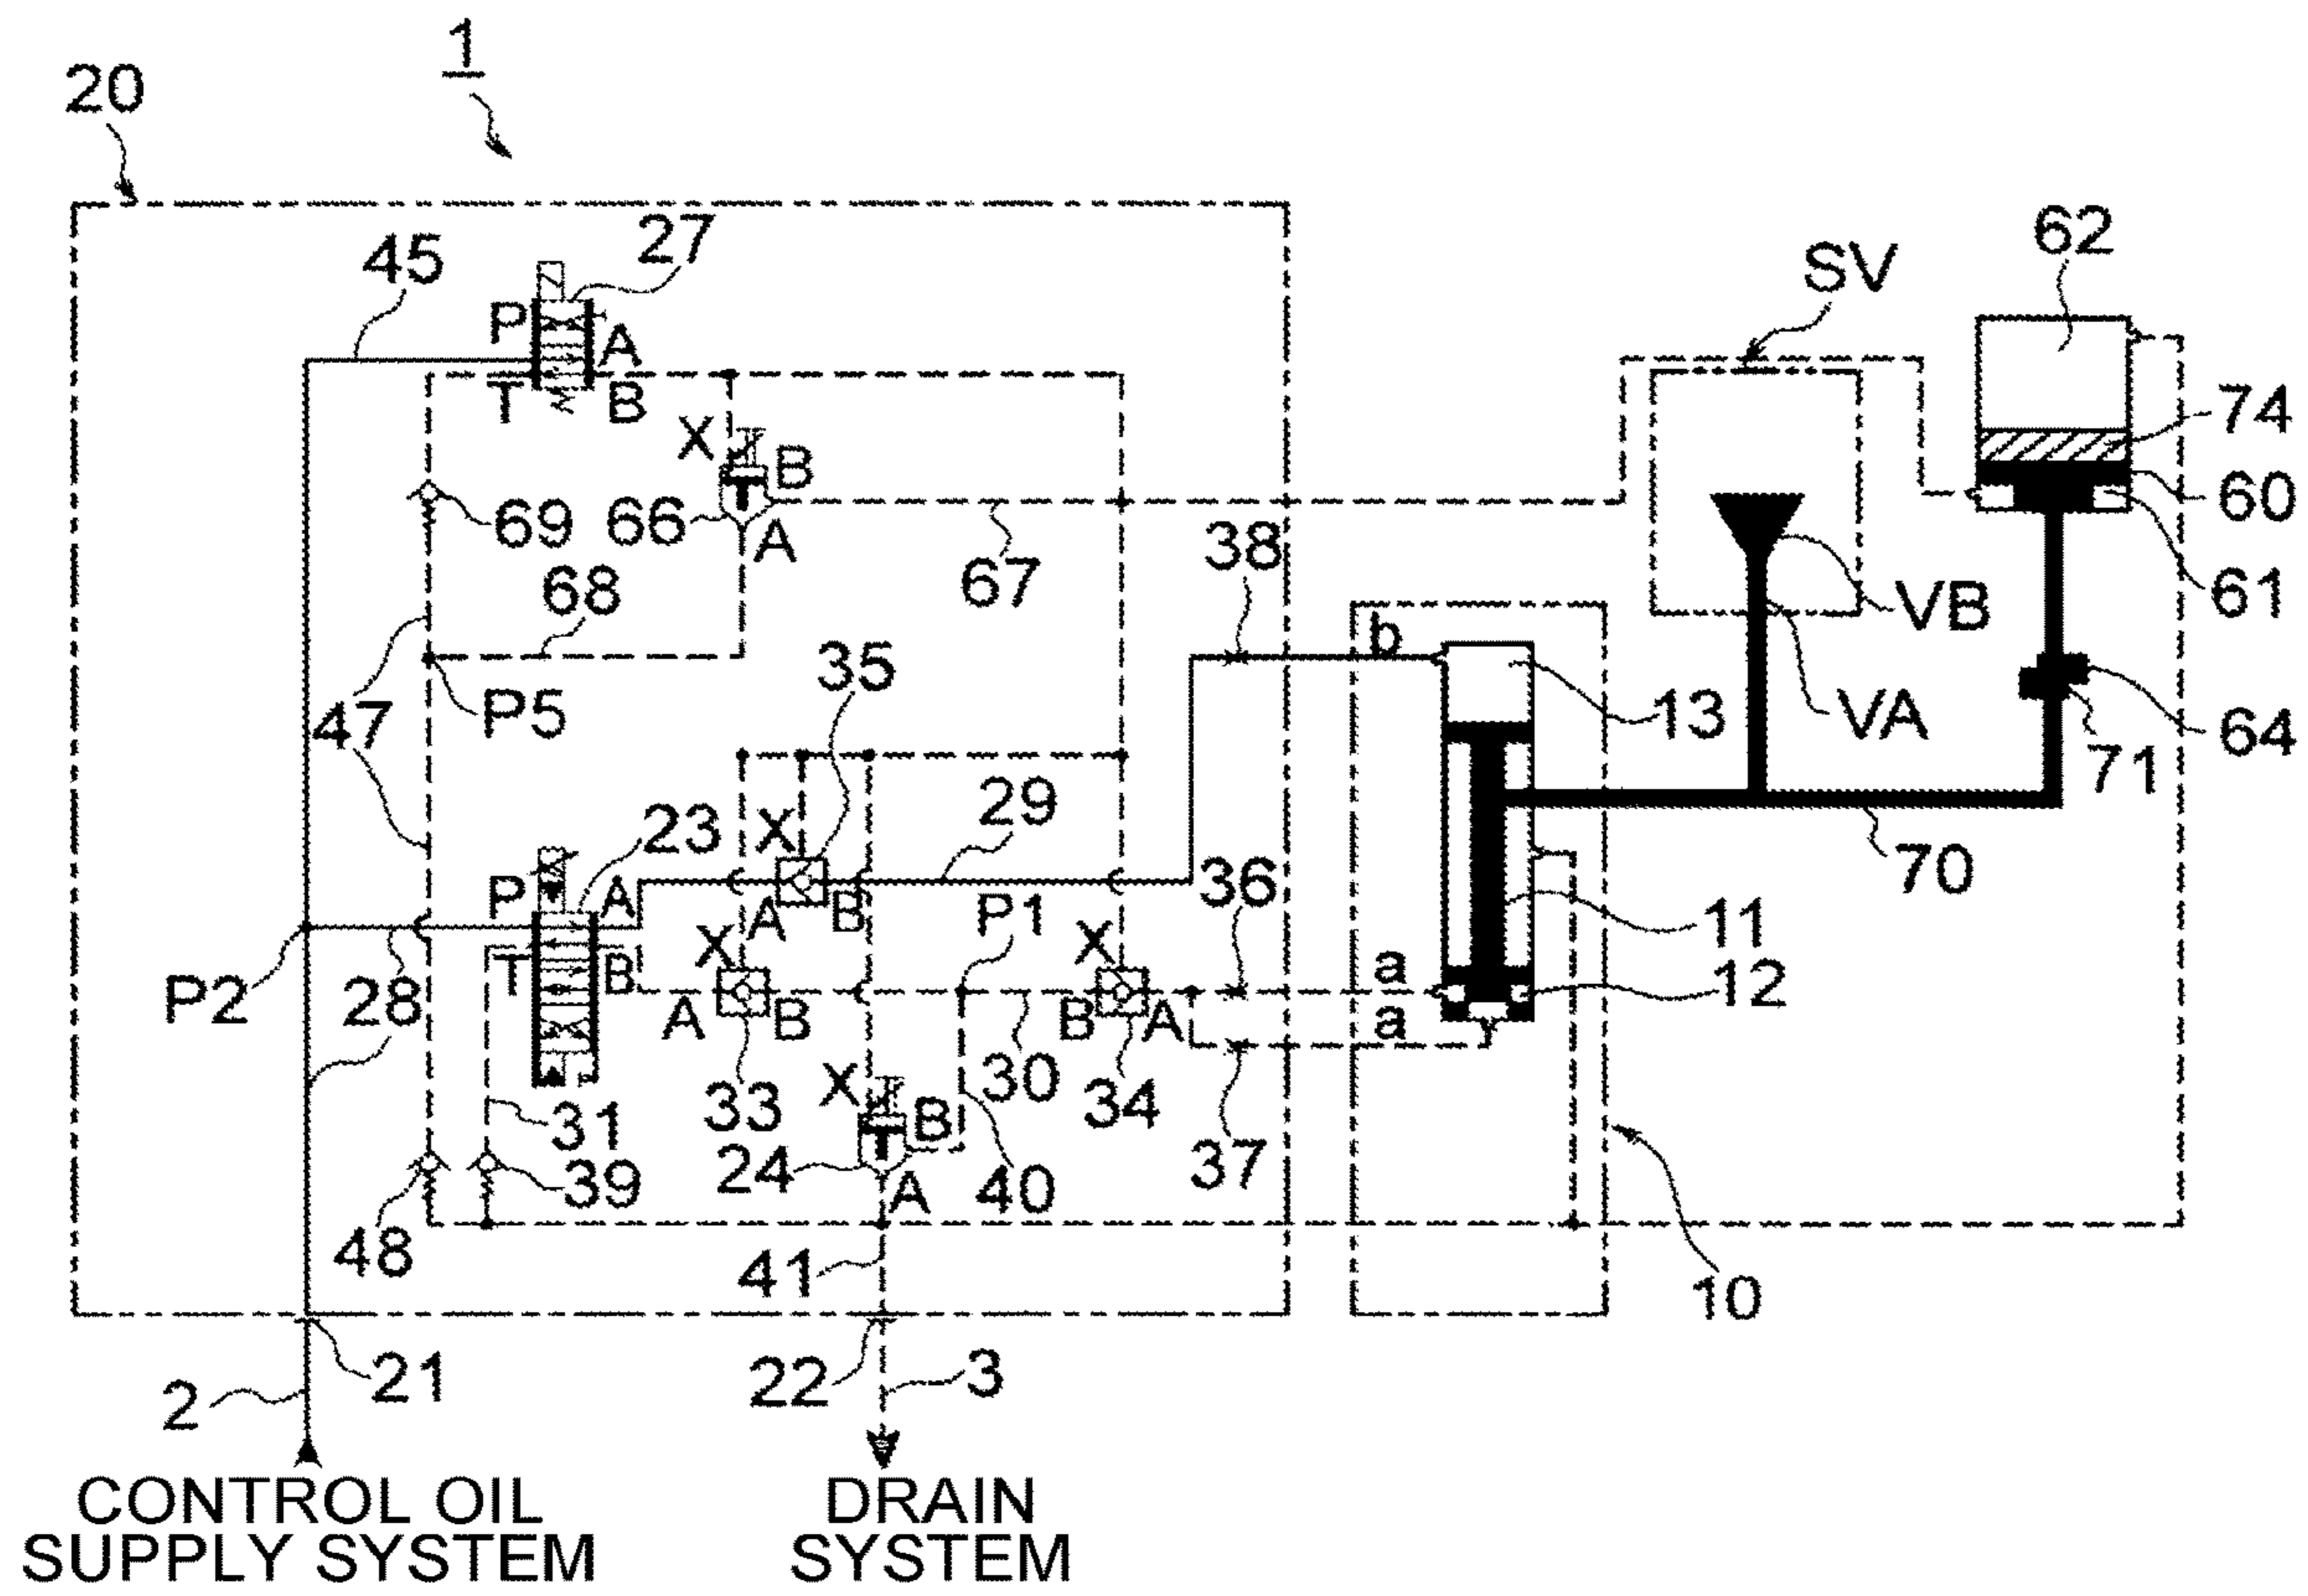 1
20
27
45
62
SV
P
A
T
B
74
X
B
60
69
66
A
38
61
67
VB
68
35
b
13
VA
64
P5
47
71
29
23
X
36
70
P
A
P1
A
B
11
X
X
a
12
T
B
P2
28
A
B
B
A
a
30
33
34
X
31
B
24
39
40
37
A
48
41
10
22
3
21
2
CONTROL OIL
SUPPLY SYSTEM
DRAIN
SYSTEM